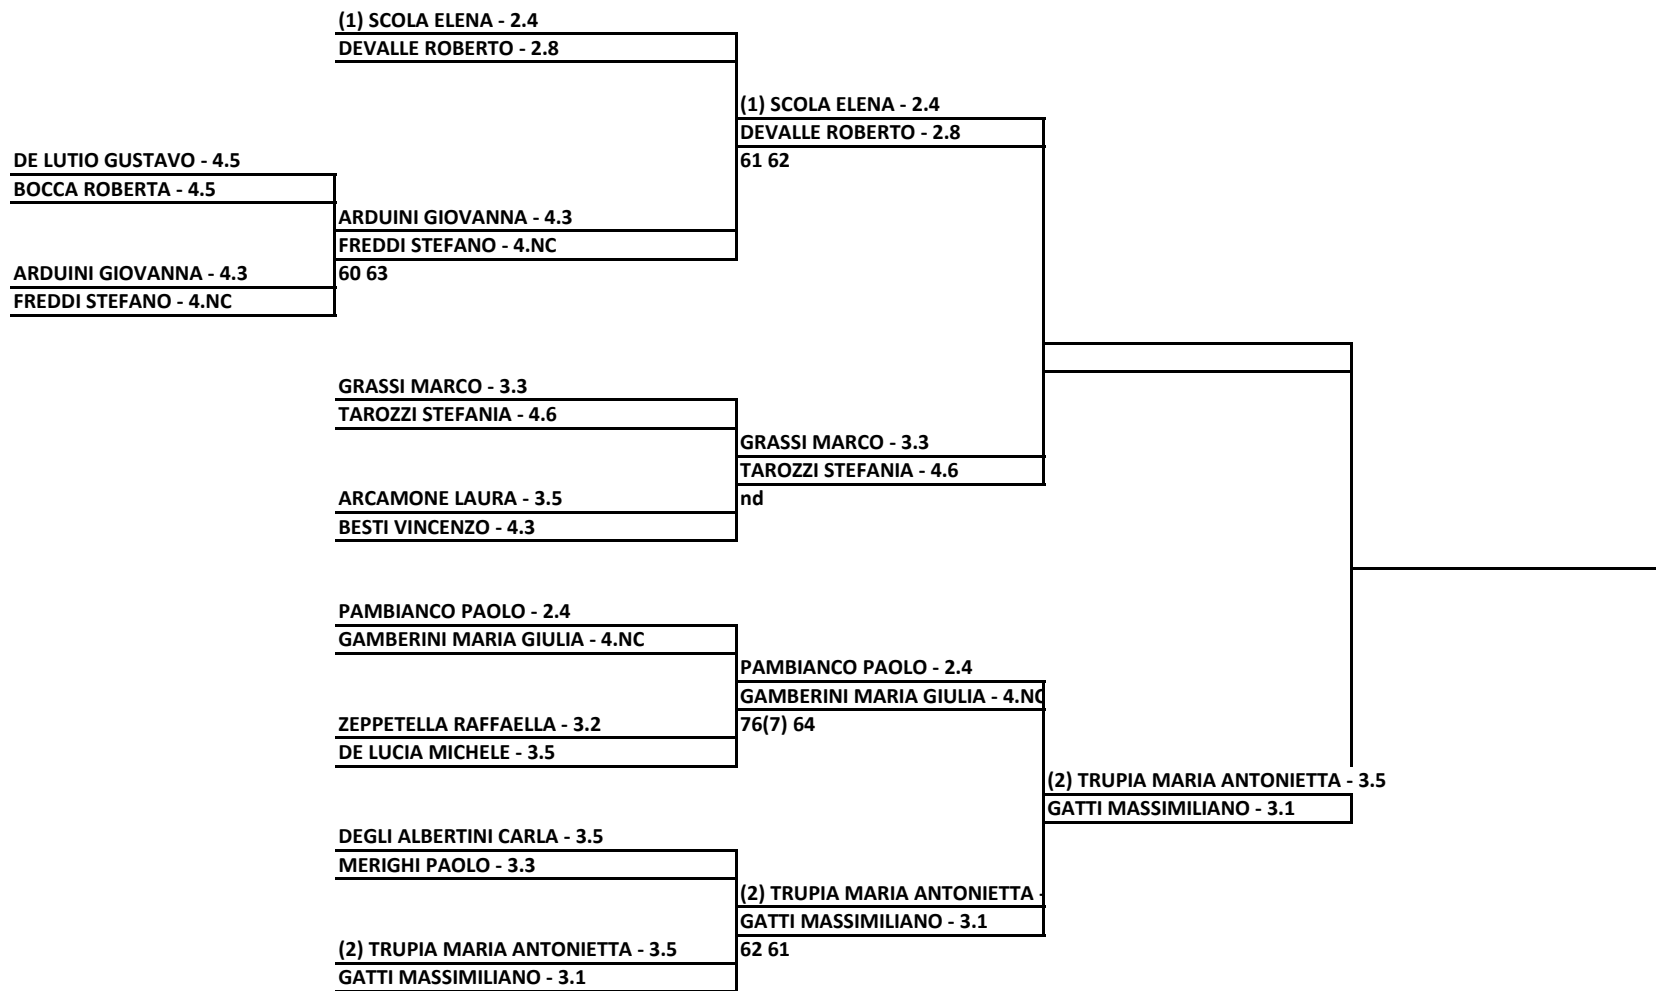 (1) SCOLA ELENA - 2.4
DEVALLE ROBERTO - 2.8
(1) SCOLA ELENA - 2.4
DEVALLE ROBERTO - 2.8
61 62
DE LUTIO GUSTAVO - 4.5
BOCCA ROBERTA - 4.5
ARDUINI GIOVANNA - 4.3
FREDDI STEFANO - 4.NC
60 63
ARDUINI GIOVANNA - 4.3
FREDDI STEFANO - 4.NC
GRASSI MARCO - 3.3
TAROZZI STEFANIA - 4.6
GRASSI MARCO - 3.3
TAROZZI STEFANIA - 4.6
nd
ARCAMONE LAURA - 3.5
BESTI VINCENZO - 4.3
PAMBIANCO PAOLO - 2.4
GAMBERINI MARIA GIULIA - 4.NC
PAMBIANCO PAOLO - 2.4
GAMBERINI MARIA GIULIA - 4.NC
76(7) 64
ZEPPETELLA RAFFAELLA - 3.2
DE LUCIA MICHELE - 3.5
(2) TRUPIA MARIA ANTONIETTA - 3.5
GATTI MASSIMILIANO - 3.1
DEGLI ALBERTINI CARLA - 3.5
MERIGHI PAOLO - 3.3
(2) TRUPIA MARIA ANTONIETTA -
GATTI MASSIMILIANO - 3.1
62 61
(2) TRUPIA MARIA ANTONIETTA - 3.5
GATTI MASSIMILIANO - 3.1